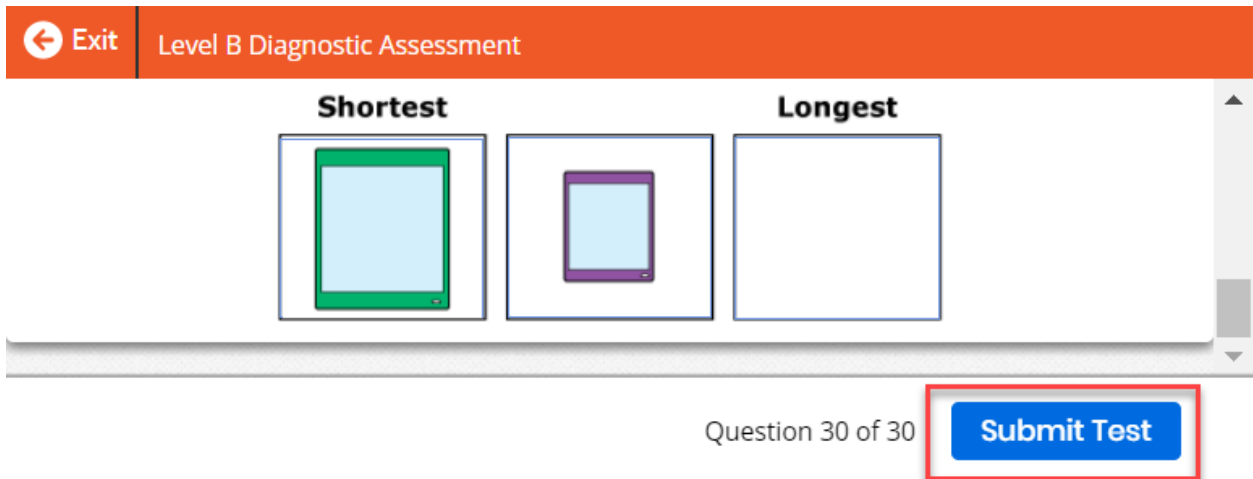 Exit Level B Diagnostic Assessment
Shortest Longest
Question 30 of 30 Submit Test